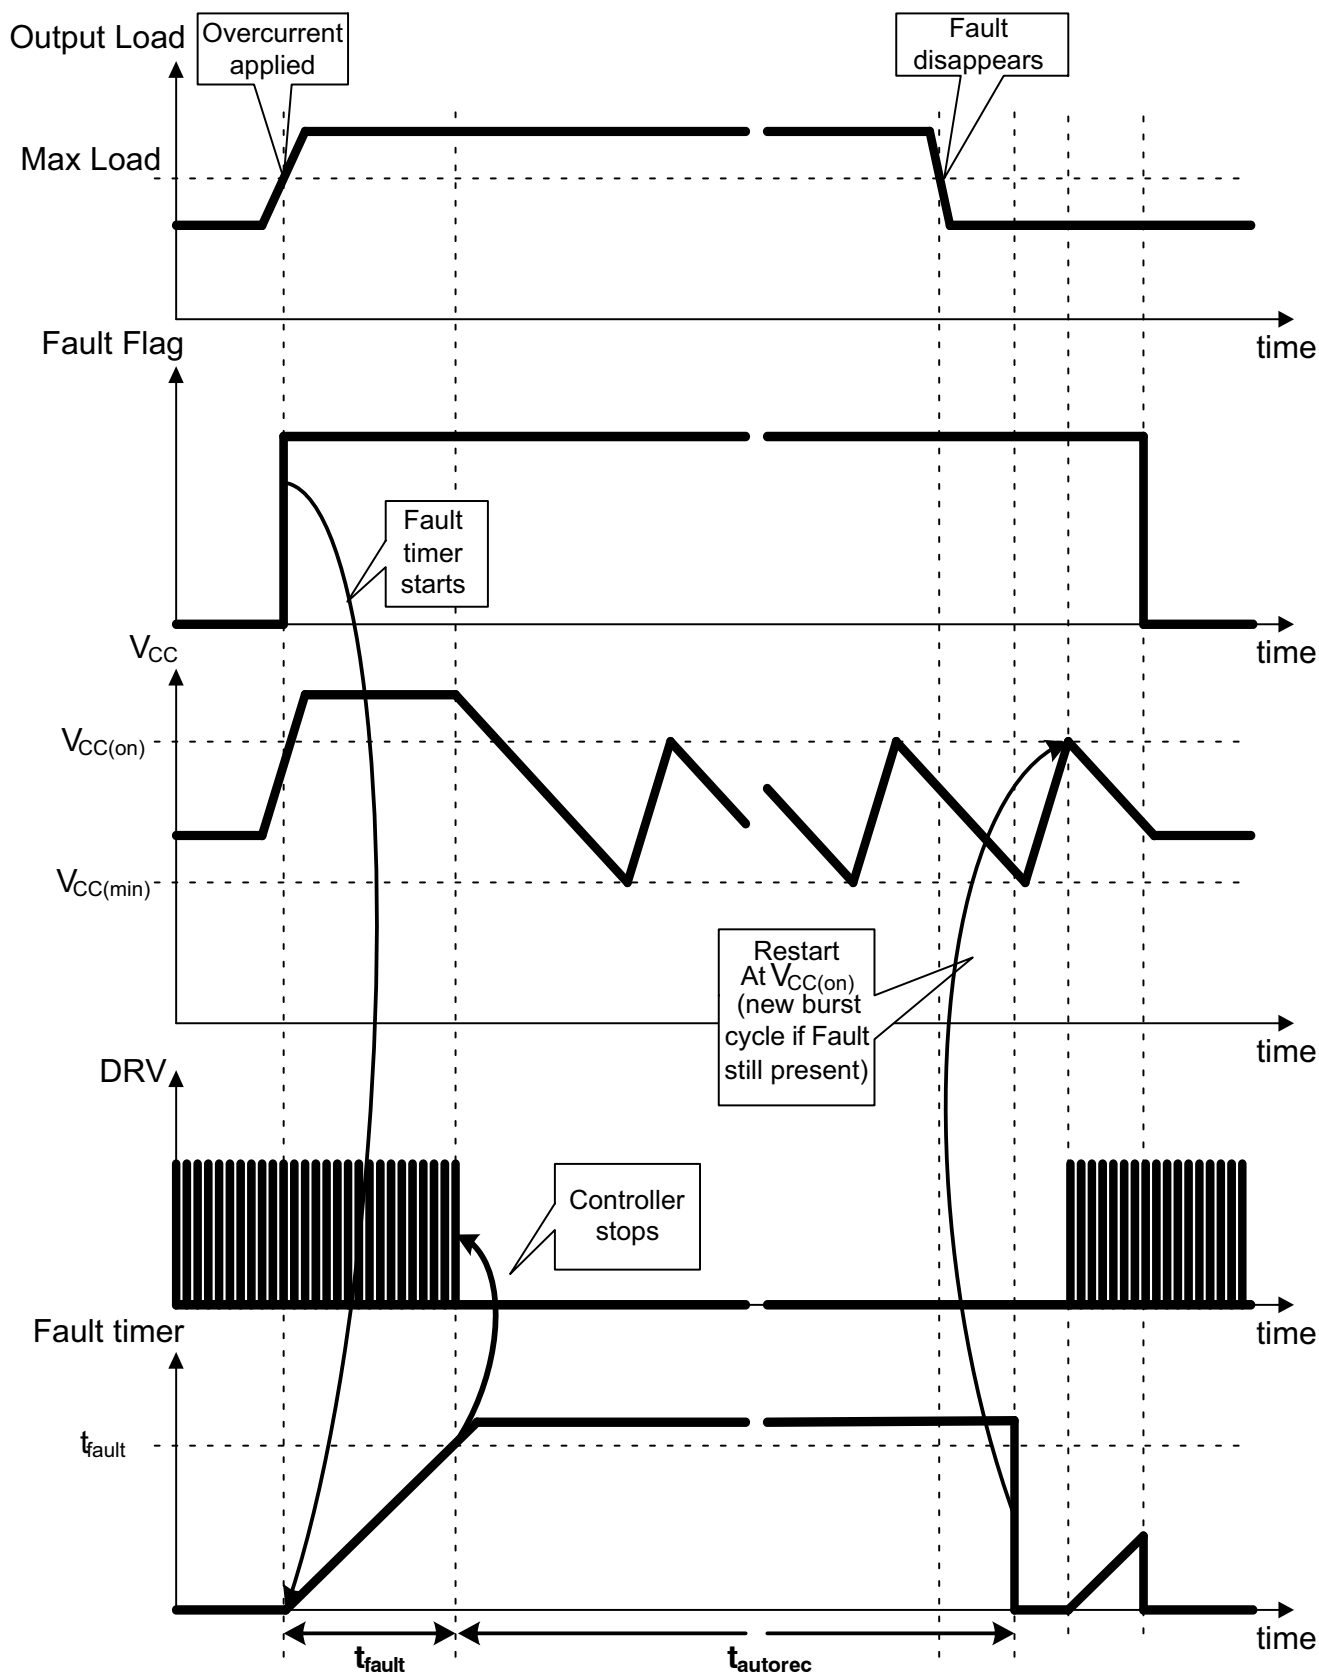 Output Load
Overcurrent
applied
Fault
disappears
Max Load
time
Fault Flag
Fault
timer
starts
time
VCC
VCC(on)
VCC(min)
Restart
At VCC(on)
(new burst
cycle if Fault
still present)
time
DRV
Controller
stops
time
Fault timer
tfault
time
tfault
tautorec